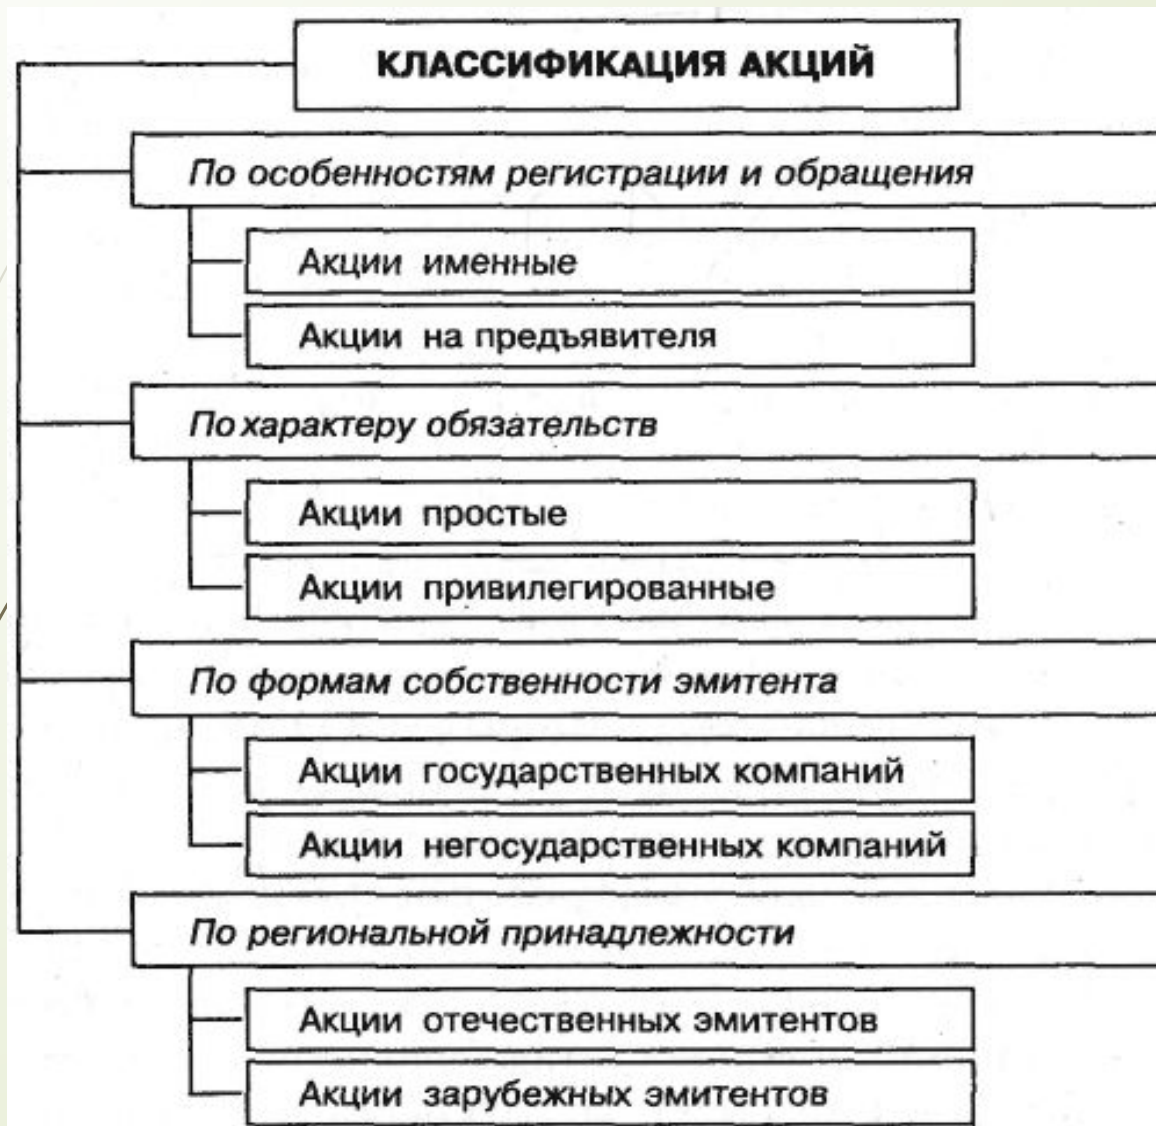 КЛАССИФИКАЦИЯ АКЦИЙ
По особенностям регистрации и обращения
Акции именные
Акции на предъявителя
По характеру обязательств
Акции простые
Акции привилегированные
По формам собственности эмитента
Акции государственных компаний
Акции негосударственных компаний
По региональной принадлежности
Акции отечественных эмитентов
Акции зарубежных эмитентов